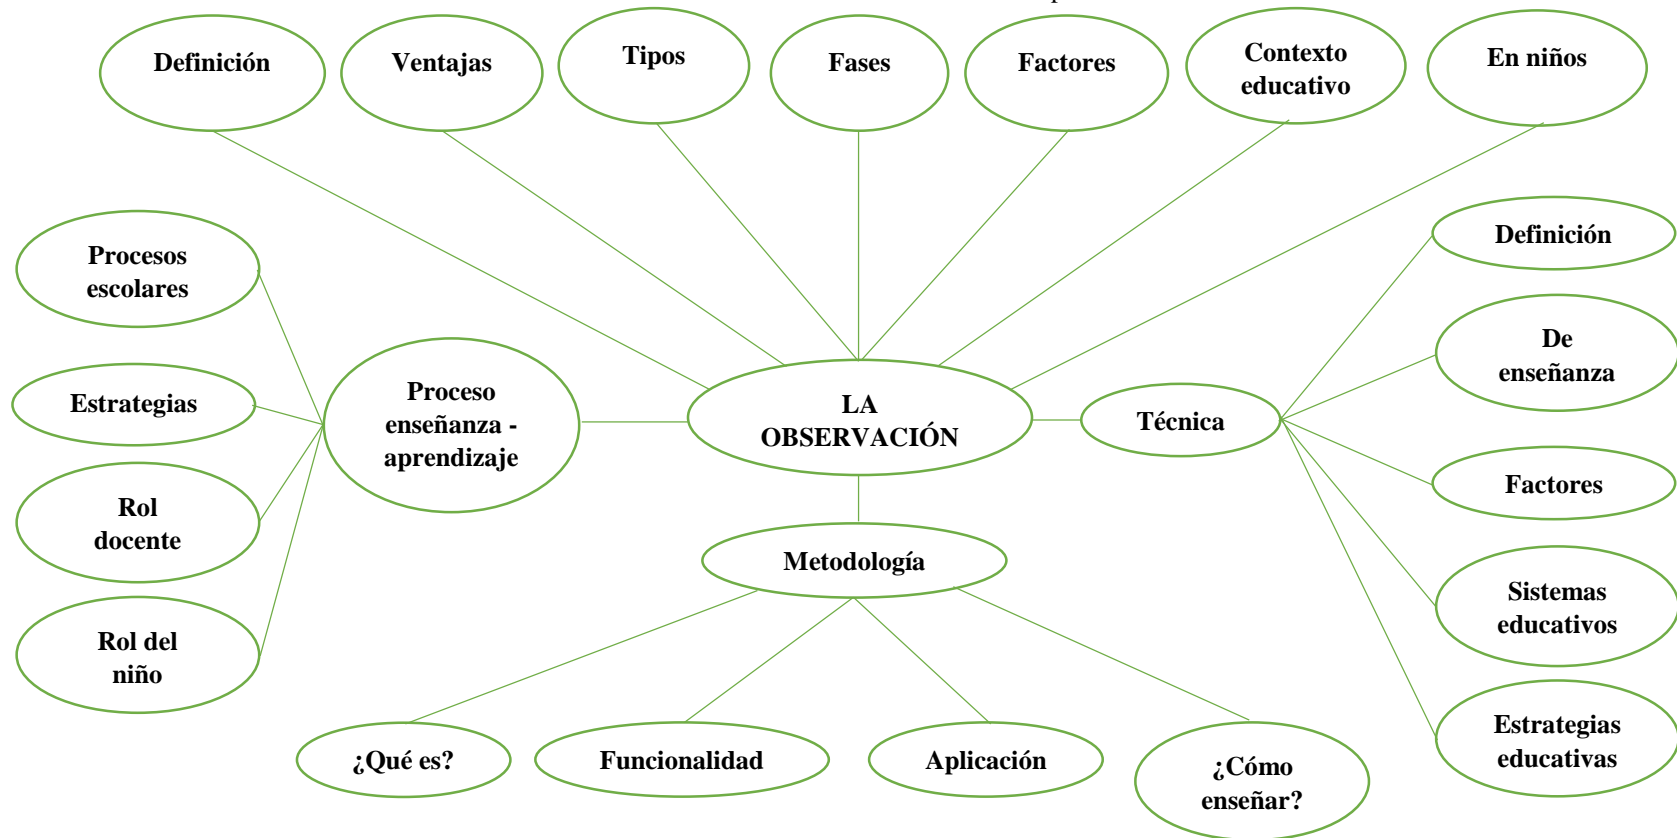 Definición
Ventajas
Tipos
Fases
Factores
Contexto
educativo
En niños
Procesos
escolares
Estrategias
Rol
docente
Rol del
niño
Proceso
enseñanza -
aprendizaje
LA
OBSERVACIÓN
Técnica
Definición
De
enseñanza
Factores
Sistemas
educativos
Estrategias
educativas
Metodología
¿Qué es?
Funcionalidad
Aplicación
¿Cómo
enseñar?